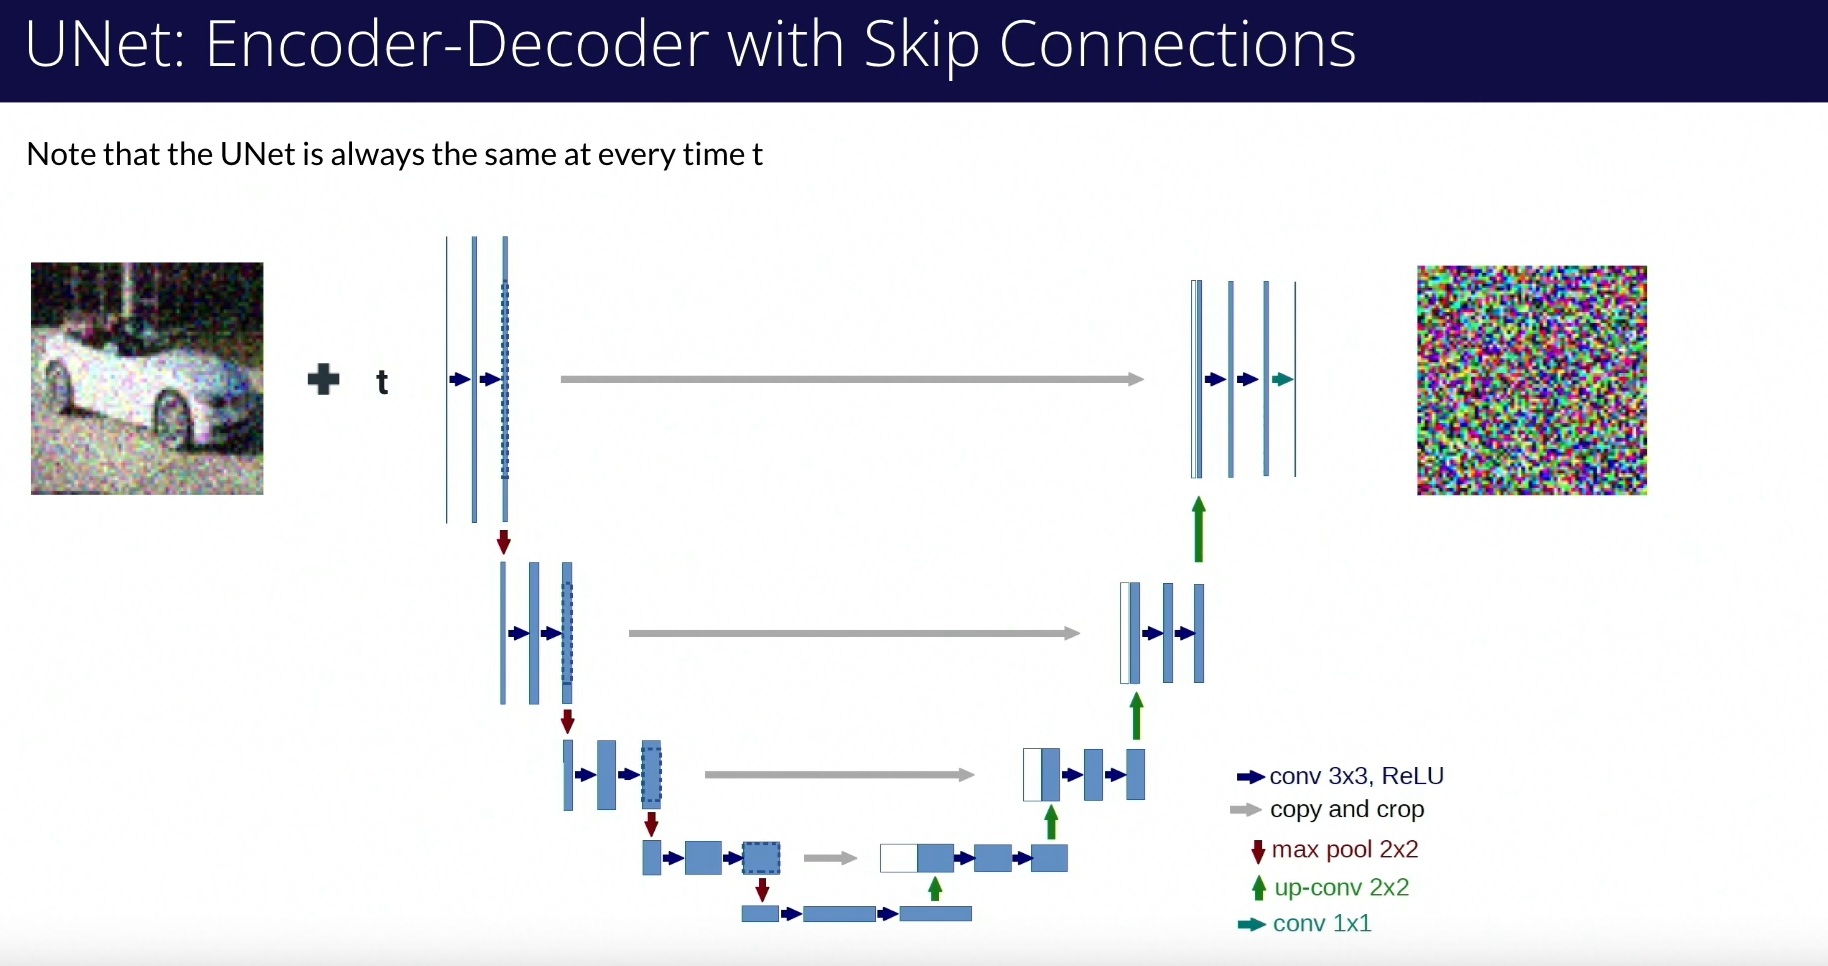 UNet: Encoder-Decoder with Skip Connections
Note that the UNet is always the same at every time t
t
conv 3x3, ReLU
copy and crop
max pool 2x2
up-conv 2x2
conv 1x1